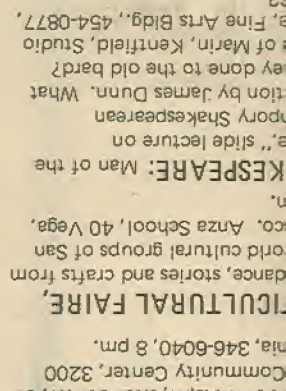 Community Center, 3200
nia, 346-6040, 8 pm.
ICULTURAL FAIRE,
dance, stories and crafts from
orld cultural groups of San
co. Anza School, 40 Vega,
n.
KESPEARE: Man of the
e," slide lecture on
mpory Shakespearean
ction by James Dunn. What
ey done to the old bard?
e of Marin, Kentfield, Studio
e, Fine Arts Bldg., 454-0877,